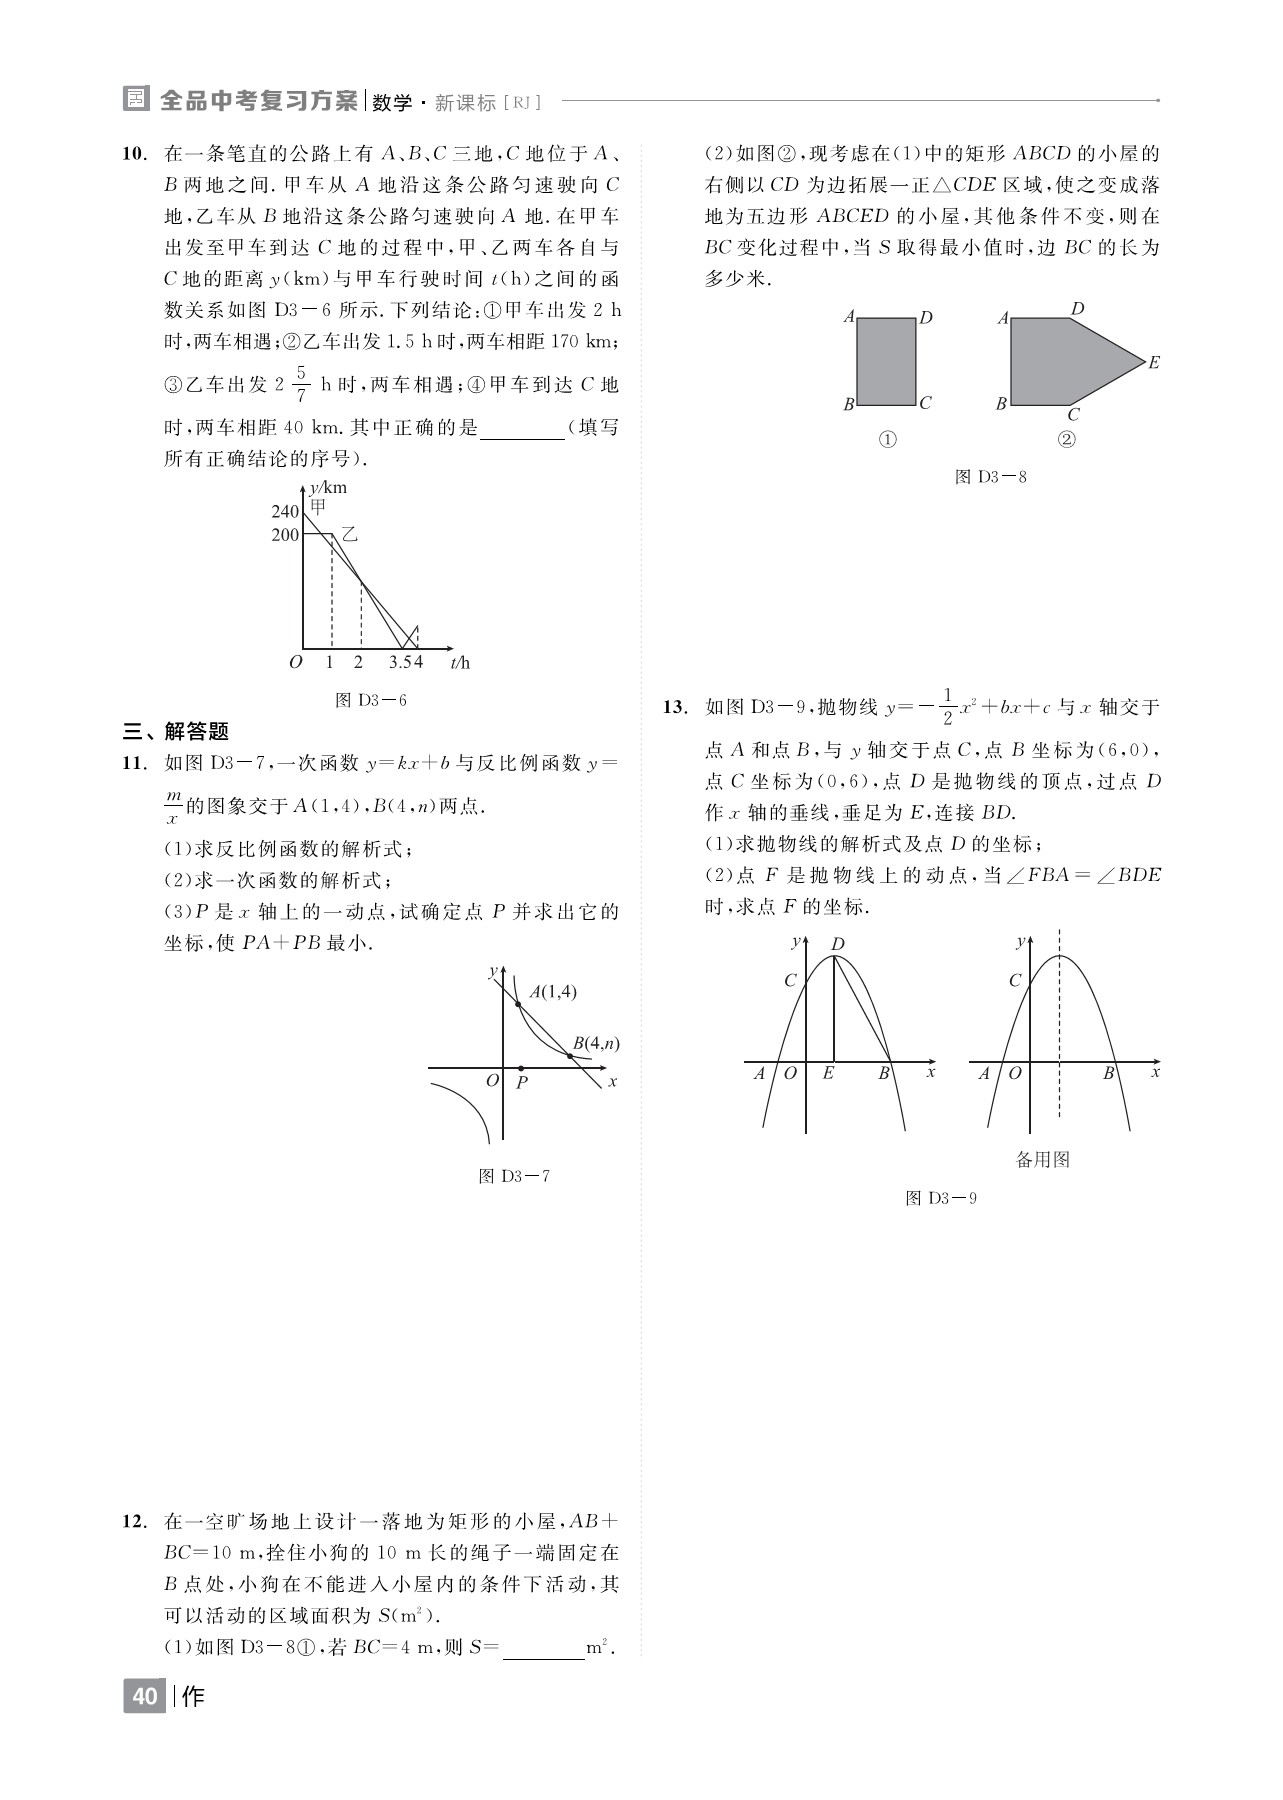 全品中考复习方案 数学·新课标[RJ]
10. 在一条笔直的公路上有 A、B、C 三地,C 地位于 A、
B 两地之间.甲车从 A 地沿这条公路匀速驶向 C
地,乙车从 B 地沿这条公路匀速驶向 A 地.在甲车
出发至甲车到达 C 地的过程中,甲、乙两车各自与
C 地的距离 y(km)与甲车行驶时间 t(h)之间的函
数关系如图 D3-6 所示.下列结论:①甲车出发 2 h
时,两车相遇;②乙车出发 1.5 h 时,两车相距 170 km;
③乙车出发 2 5/7 h 时,两车相遇;④甲车到达 C 地
时,两车相距 40 km.其中正确的是________(填写
所有正确结论的序号).
y/km
240 甲
200 乙
O 1 2 3.5 4 t/h
图 D3-6
三、解答题
11. 如图 D3-7,一次函数 y=kx+b 与反比例函数 y=
m/x 的图象交于 A(1,4),B(4,n)两点.
(1)求反比例函数的解析式;
(2)求一次函数的解析式;
(3)P 是 x 轴上的一动点,试确定点 P 并求出它的
坐标,使 PA+PB 最小.
y
A(1,4)
B(4,n)
O P x
图 D3-7
12. 在一空旷场地上设计一落地为矩形的小屋,AB+
BC=10 m,拴住小狗的 10 m 长的绳子一端固定在
B 点处,小狗在不能进入小屋内的条件下活动,其
可以活动的区域面积为 S(m²).
(1)如图 D3-8①,若 BC=4 m,则 S=________m².
(2)如图②,现考虑在(1)中的矩形 ABCD 的小屋的
右侧以 CD 为边拓展一正△CDE 区域,使之变成落
地为五边形 ABCED 的小屋,其他条件不变,则在
BC 变化过程中,当 S 取得最小值时,边 BC 的长为
多少米.
A D A D
E
B C B C
① ②
图 D3-8
13. 如图 D3-9,抛物线 y=-1/2x²+bx+c 与 x 轴交于
点 A 和点 B,与 y 轴交于点 C,点 B 坐标为(6,0),
点 C 坐标为(0,6),点 D 是抛物线的顶点,过点 D
作 x 轴的垂线,垂足为 E,连接 BD.
(1)求抛物线的解析式及点 D 的坐标;
(2)点 F 是抛物线上的动点,当∠FBA=∠BDE
时,求点 F 的坐标.
y D y
C C
A O E B x A O B x
备用图
图 D3-9
40 作